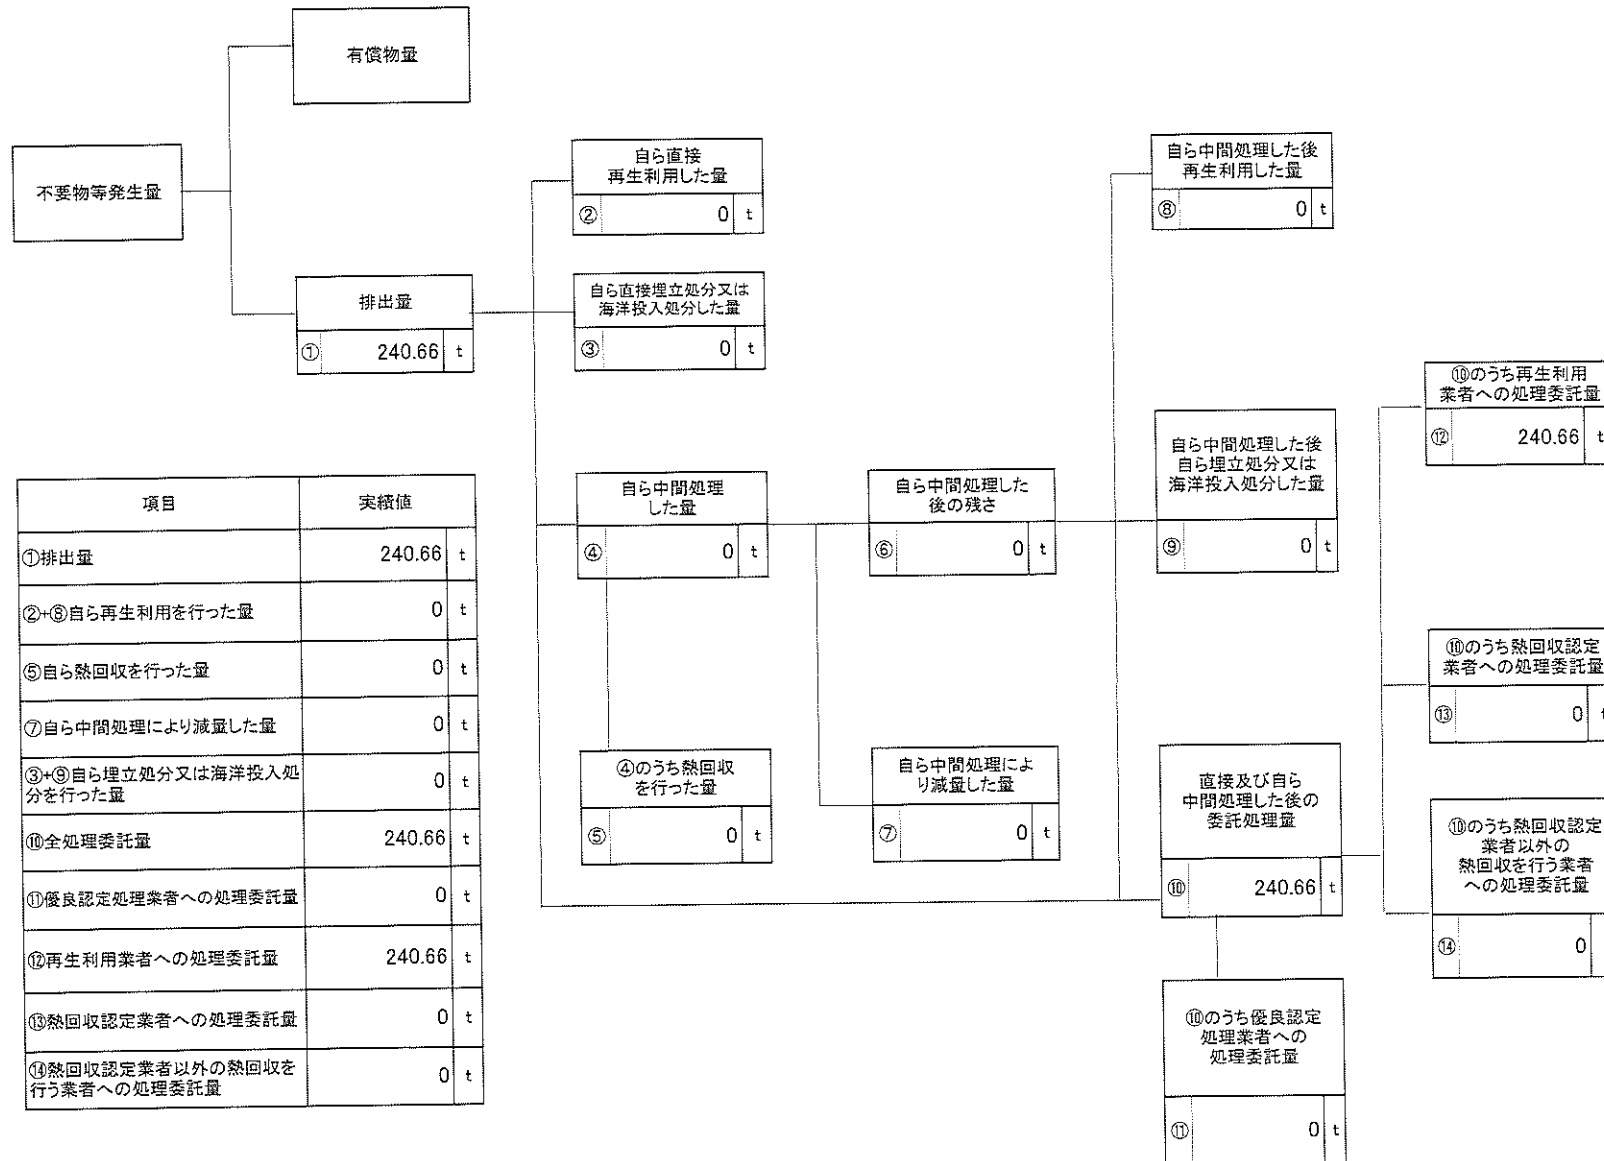 有償物量
不要物等発生量
排出量
① 240.66 t
自ら直接
再生利用した量
② 0 t
自ら直接埋立処分又は
海洋投入処分した量
③ 0 t
自ら中間処理
した量
④ 0 t
④のうち熱回収
を行った量
⑤ 0 t
自ら中間処理した
後の残さ
⑥ 0 t
自ら中間処理によ
り減量した量
⑦ 0 t
自ら中間処理した後
再生利用した量
⑧ 0 t
自ら中間処理した後
自ら埋立処分又は
海洋投入処分した量
⑨ 0 t
直接及び自ら
中間処理した後の
委託処理量
⑩ 240.66 t
⑩のうち優良認定
処理業者への
処理委託量
⑪ 0 t
⑩のうち再生利用
業者への処理委託量
⑫ 240.66 t
⑩のうち熱回収認定
業者への処理委託量
⑬ 0 t
⑩のうち熱回収認定
業者以外の
熱回収を行う業者
への処理委託量
⑭ 0
項目 実績値
①排出量 240.66 t
②+⑧自ら再生利用を行った量 0 t
⑤自ら熱回収を行った量 0 t
⑦自ら中間処理により減量した量 0 t
③+⑨自ら埋立処分又は海洋投入処
分を行った量 0 t
⑩全処理委託量 240.66 t
⑪優良認定処理業者への処理委託量 0 t
⑫再生利用業者への処理委託量 240.66 t
⑬熱回収認定業者への処理委託量 0 t
⑭熱回収認定業者以外の熱回収を
行う業者への処理委託量 0 t